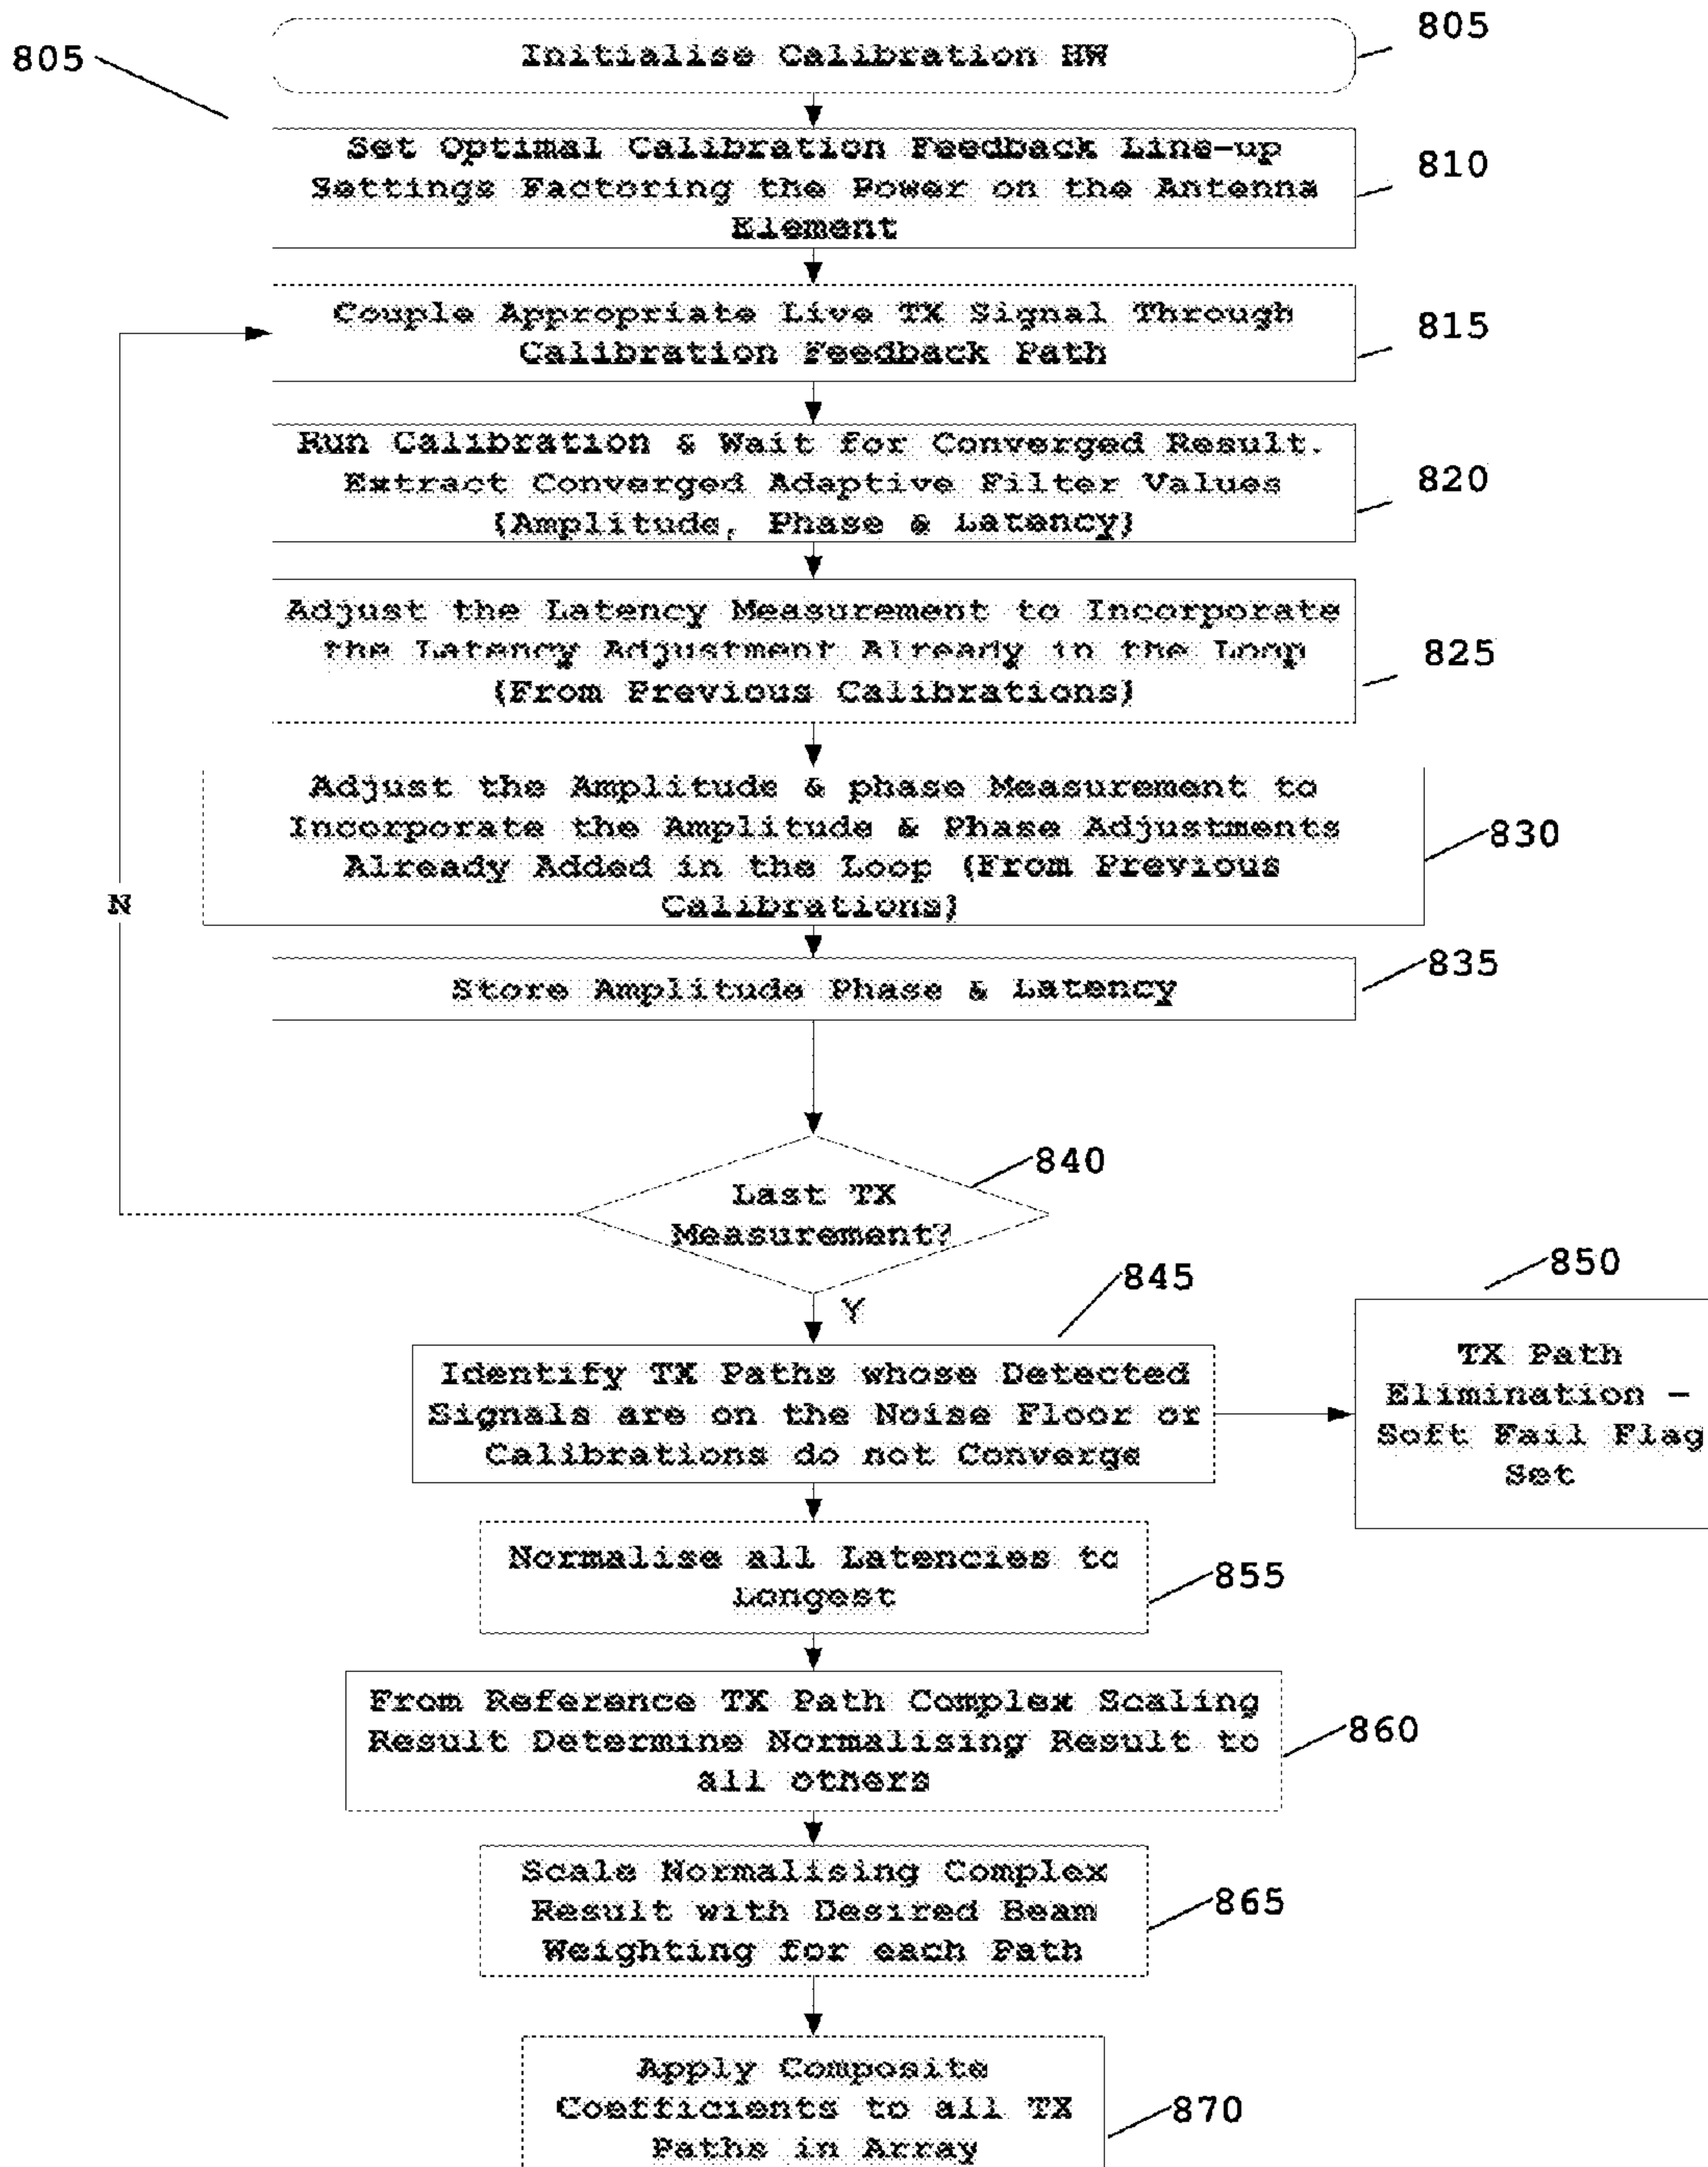 805
Initialise Calibration HW
805
Set Optimal Calibration Feedback Line-up
Settings Factoring the Power on the Antenna
Element
810
Couple Appropriate Live TX Signal Through
Calibration Feedback Path
815
Run Calibration & Wait for Converged Result.
Extract Converged Adaptive Filter Values
(Amplitude, Phase & Latency)
820
Adjust the Latency Measurement to Incorporate
the Latency Adjustment Already in the Loop
(From Previous Calibrations)
825
Adjust the Amplitude & phase Measurement to
Incorporate the Amplitude & Phase Adjustments
Already Added in the Loop (From Previous
Calibrations)
830
N
Store Amplitude Phase & Latency
835
Last TX
Measurement?
840
Y
Identify TX Paths whose Detected
Signals are on the Noise Floor or
Calibrations do not Converge
845
TX Path
Elimination -
Soft Fail Flag
Set
850
Normalise all Latencies to
Longest
855
From Reference TX Path Complex Scaling
Result Determine Normalising Result to
all others
860
Scale Normalising Complex
Result with Desired Beam
Weighting for each Path
865
Apply Composite
Coefficients to all TX
Paths in Array
870